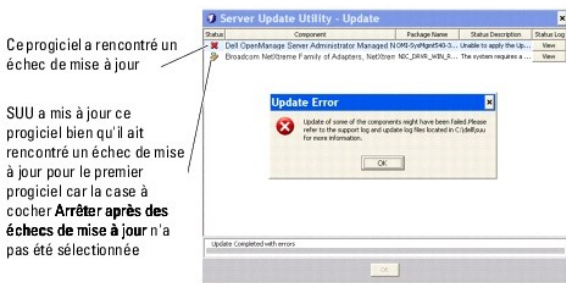 Ce progiciel a rencontré un
échec de mise à jour
SUU a mis à jour ce
progiciel bien qu'il ait
rencontré un échec de mise
à jour pour le premier
progiciel car la case à
cocher Arrêter après des
échecs de mise à jour n'a
pas été sélectionnée
Server Update Utility - Update
Status Component Package Name Status Description Status Log
Dell OpenManage Server Administrator Managed N OMI-SysMgmt540-3... Unable to apply the Up... View
Broadcom NetXtreme Family of Adapters, NetXtrem NIC_DRVR_WIN_R... The system requires a ... View
Update Error
Update of some of the components might have been failed.Please
refer to the support log and update log files located in C:\dell\suu
for more information.
OK
Update Completed with errors
OK